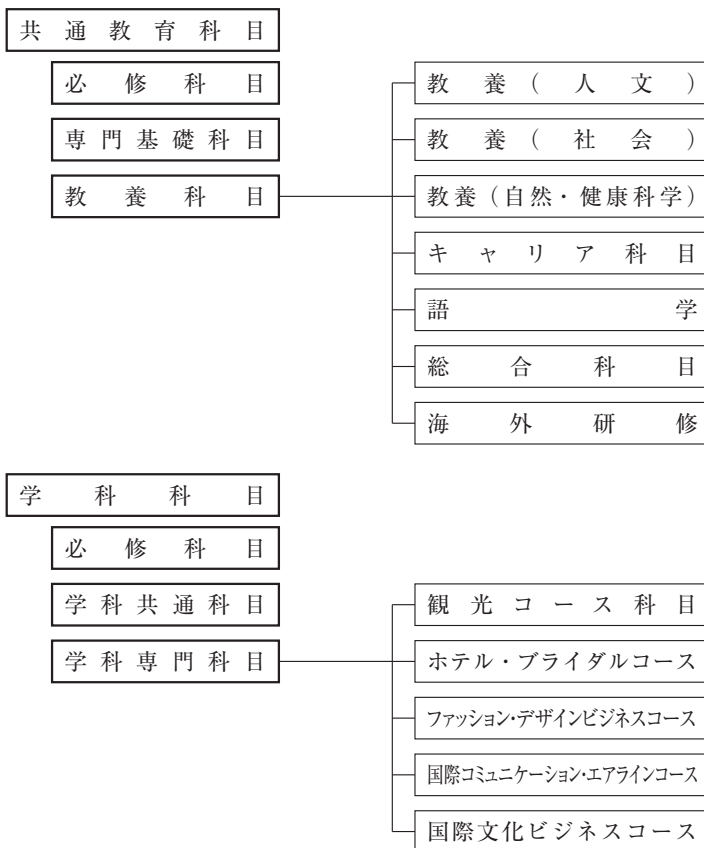 共通教育科目
必修科目
専門基礎科目
教養科目
教養(人文)
教養(社会)
教養(自然・健康科学)
キャリア科目
語学
総合科目
海外研修
学科科目
必修科目
学科共通科目
学科専門科目
観光コース科目
ホテル・ブライダルコース
ファッション・デザインビジネスコース
国際コミュニケーション・エアラインコース
国際文化ビジネスコース